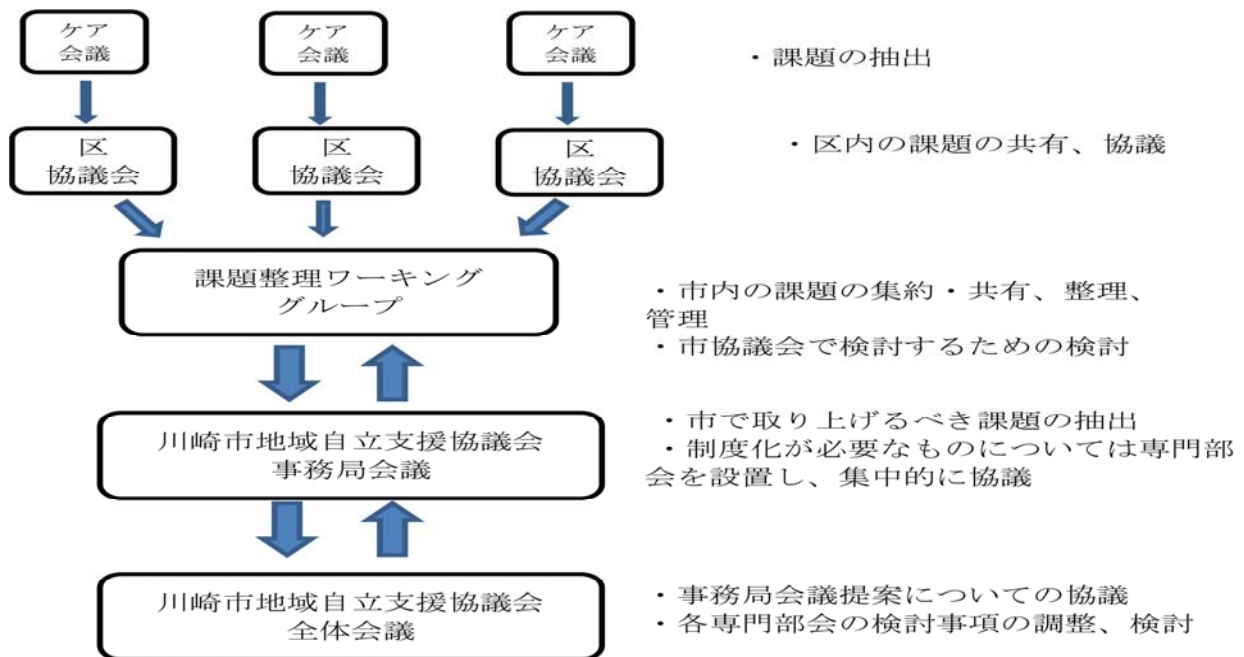 ケア
会議
ケア
会議
ケア
会議
・課題の抽出
区
協議会
区
協議会
区
協議会
・区内の課題の共有、協議
課題整理ワーキング
グループ
・市内の課題の集約・共有、整理、
管理
・市協議会で検討するための検討
川崎市地域自立支援協議会
事務局会議
・市で取り上げるべき課題の抽出
・制度化が必要なものについては専門部
会を設置し、集中的に協議
川崎市地域自立支援協議会
全体会議
・事務局会議提案についての協議
・各専門部会の検討事項の調整、検討